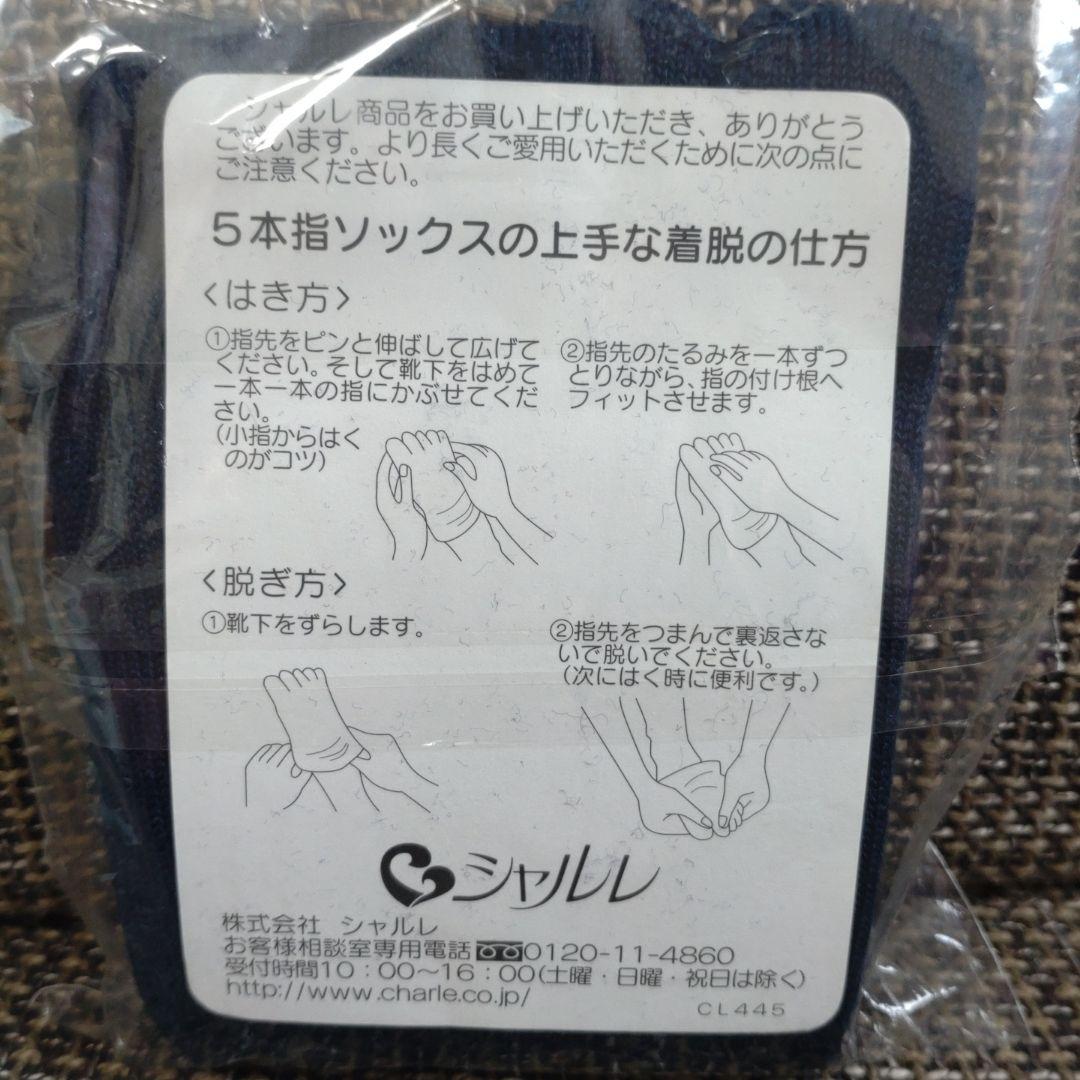 シャルレ商品をお買い上げいただき、ありがとう
ございます。より長くご愛用いただくために次の点に
ご注意ください。
5本指ソックスの上手な着脱の仕方
〈はき方〉
①指先をピンと伸ばして広げて
ください。そして靴下をはめて
一本一本の指にかぶせてくだ
さい。
(小指からはく
のがコツ)
②指先のたるみを一本ずつ
とりながら、指の付け根へ
フィットさせます。
〈脱ぎ方〉
①靴下をずらします。
②指先をつまんで裏返さな
いで脱いでください。
(次にはく時に便利です。)
シャルレ
株式会社 シャルレ
お客様相談室専用電話 0120-11-4860
受付時間10:00〜16:00(土曜・日曜・祝日は除く)
http://www.charle.co.jp/
CL445